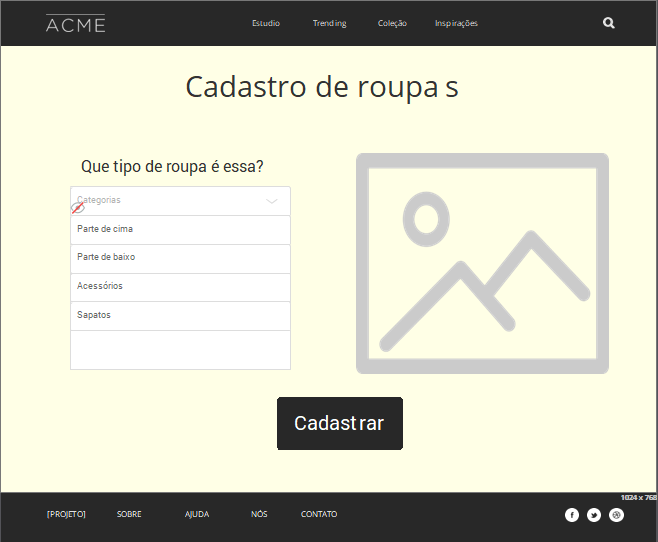 ACME
Estudio Trending Coleção Inspirações
Cadastro de roupas
Que tipo de roupa é essa?
Categorias
Parte de cima
Parte de baixo
Acessórios
Sapatos
Cadastrar
1024 x 768
[PROJETO] SOBRE AJUDA NÓS CONTATO